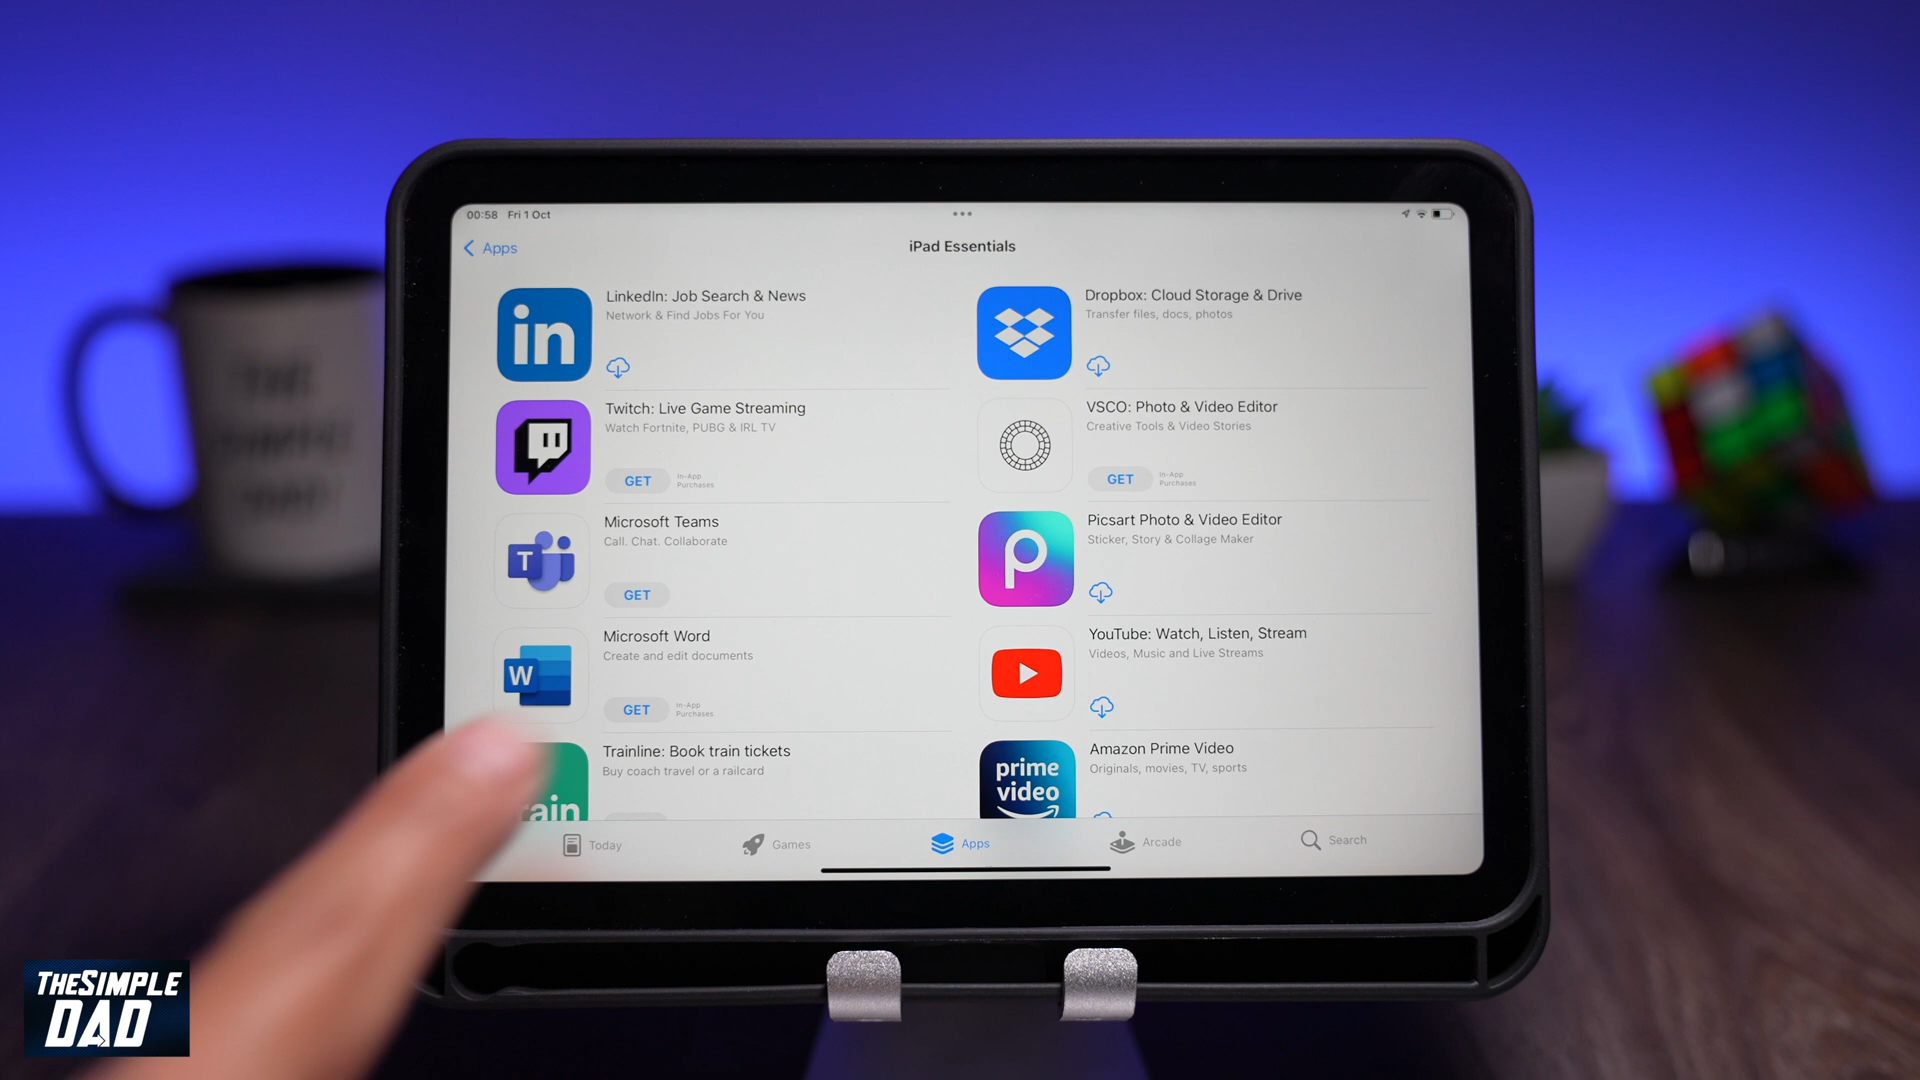 00:58 Fri 1 Oct
Apps
iPad Essentials
in
LinkedIn: Job Search & News
Network & Find Jobs For You
Dropbox: Cloud Storage & Drive
Transfer files, docs, photos
Twitch: Live Game Streaming
Watch Fortnite, PUBG & IRL TV
GET
In-App
Purchases
VSCO: Photo & Video Editor
Creative Tools & Video Stories
GET
In-App
Purchases
T
Microsoft Teams
Call. Chat. Collaborate
GET
P
Picsart Photo & Video Editor
Sticker, Story & Collage Maker
W
Microsoft Word
Create and edit documents
GET
In-App
Purchases
YouTube: Watch, Listen, Stream
Videos, Music and Live Streams
Trainline: Book train tickets
Buy coach travel or a railcard
prime
video
Amazon Prime Video
Originals, movies, TV, sports
Today
Games
Apps
Arcade
Search
THE SIMPLE
DAD